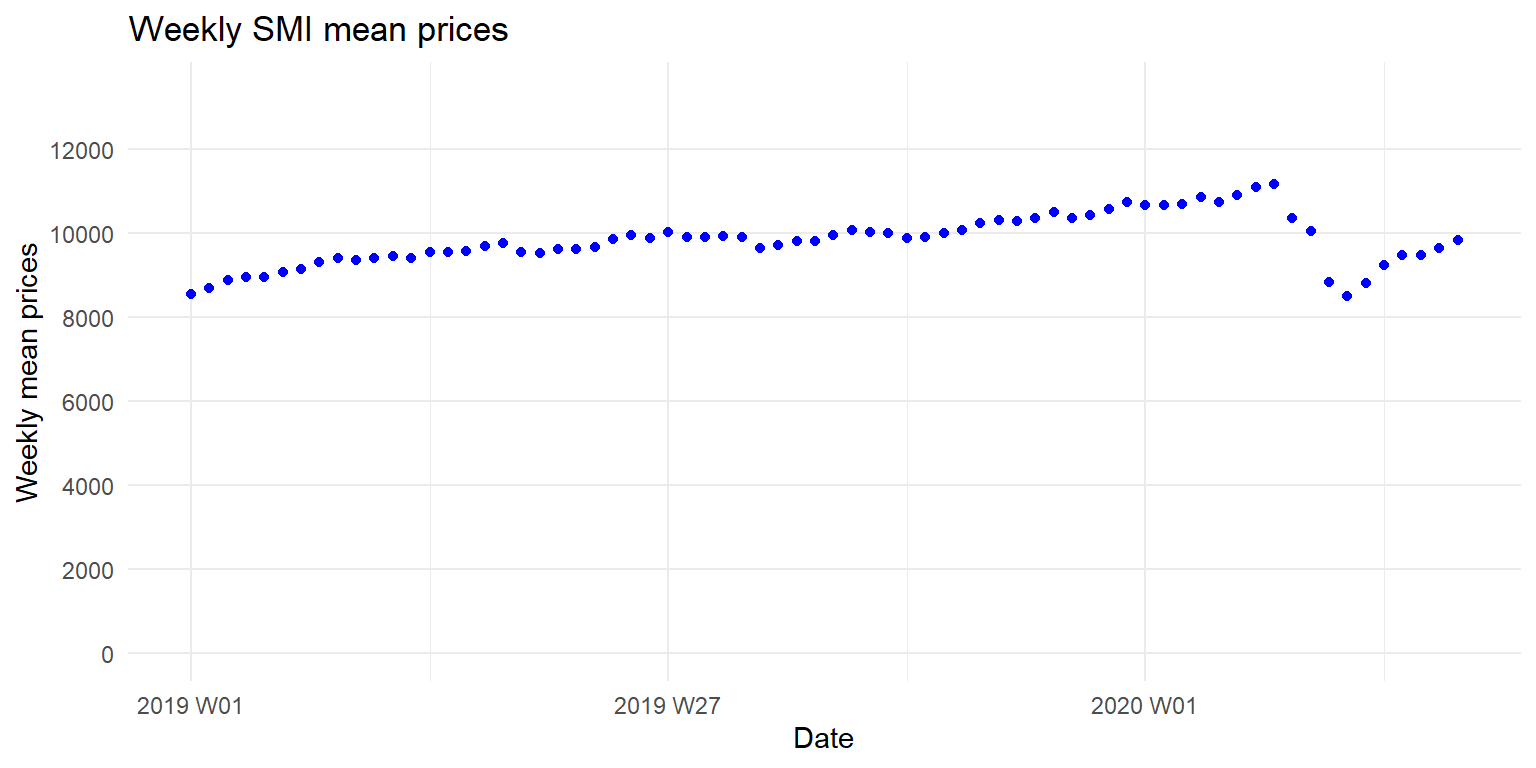 Weekly SMI mean prices
Weekly mean prices
12000
10000
8000
6000
4000
2000
0
2019 W01
2019 W27
2020 W01
Date